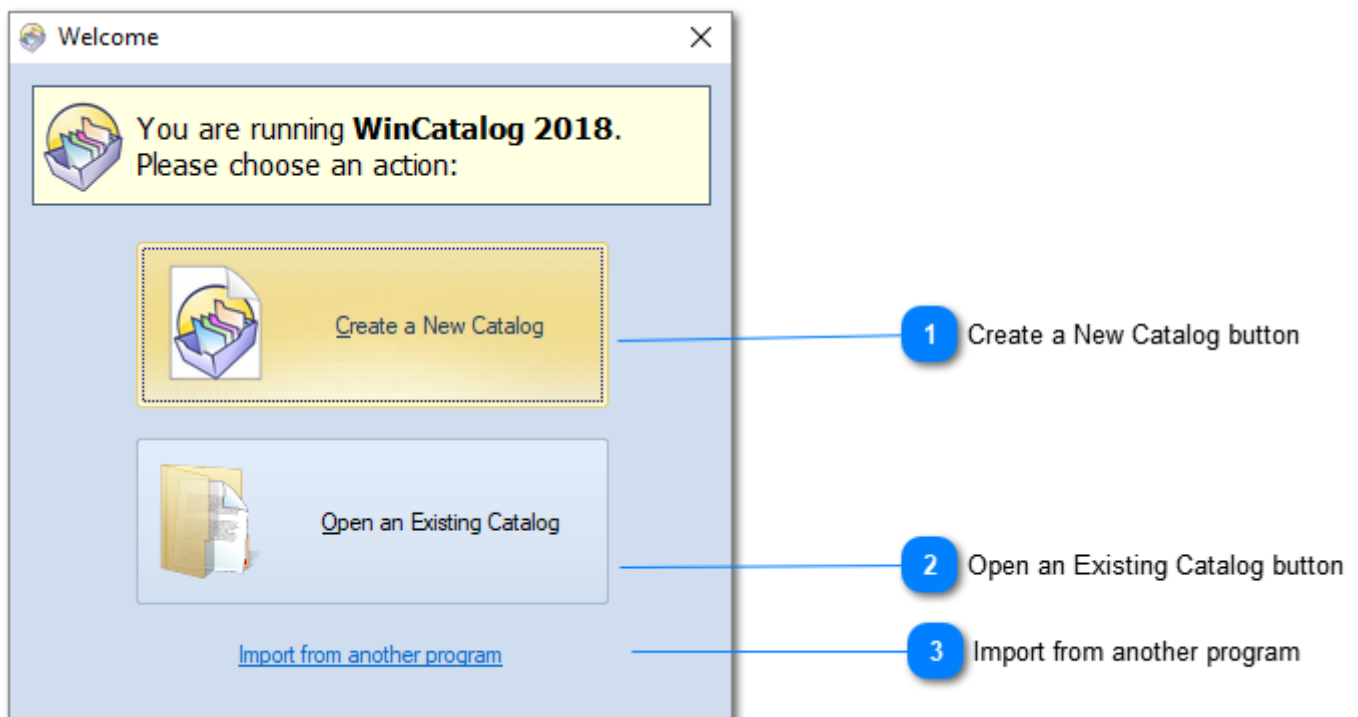 Welcome
You are running WinCatalog 2018.
Please choose an action:
Create a New Catalog
1 Create a New Catalog button
Open an Existing Catalog
2 Open an Existing Catalog button
Import from another program
3 Import from another program